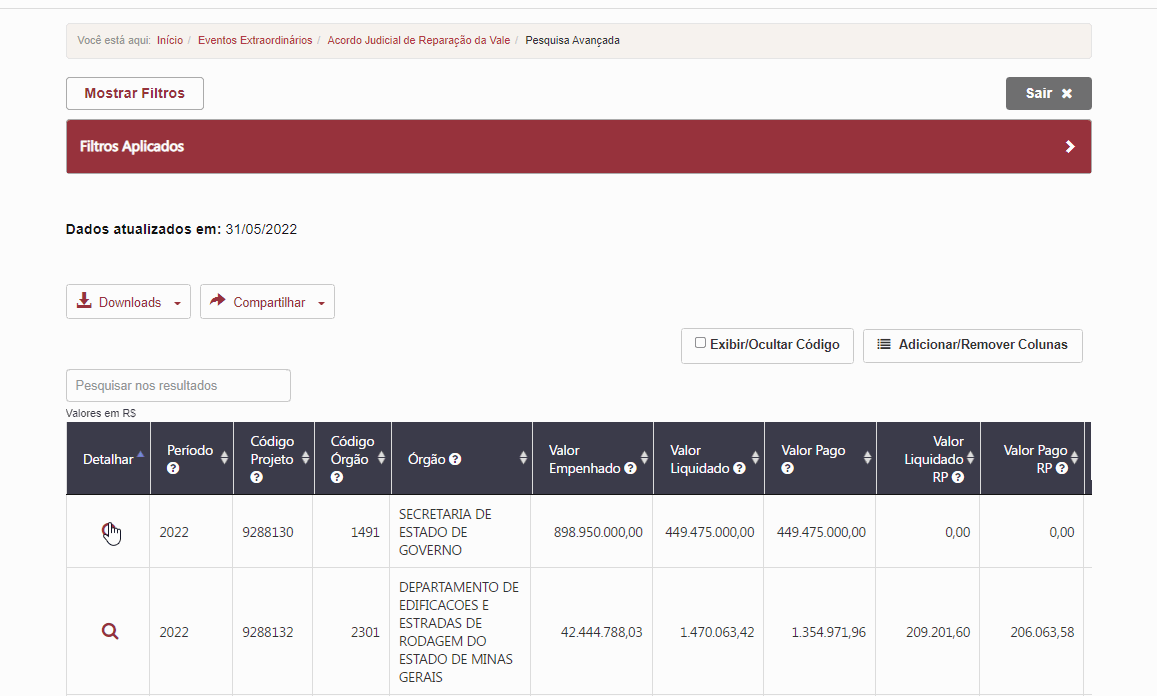 Você está aqui: Início / Eventos Extraordinários / Acordo Judicial de Reparação da Vale / Pesquisa Avançada
Mostrar Filtros
Sair ✖
Filtros Aplicados
Dados atualizados em: 31/05/2022
Downloads
Compartilhar
Exibir/Ocultar Código
Adicionar/Remover Colunas
Pesquisar nos resultados
Valores em R$
Detalhar
Período
Código
Projeto
Código
Órgão
Órgão
Valor
Empenhado
Valor
Liquidado
Valor Pago
Valor
Liquidado
RP
Valor Pago
RP
2022
9288130
1491
SECRETARIA DE
ESTADO DE
GOVERNO
898.950.000,00
449.475.000,00
449.475.000,00
0,00
0,00
2022
9288132
2301
DEPARTAMENTO DE
EDIFICACOES E
ESTRADAS DE
RODAGEM DO
ESTADO DE MINAS
GERAIS
42.444.788,03
1.470.063,42
1.354.971,96
209.201,60
206.063,58